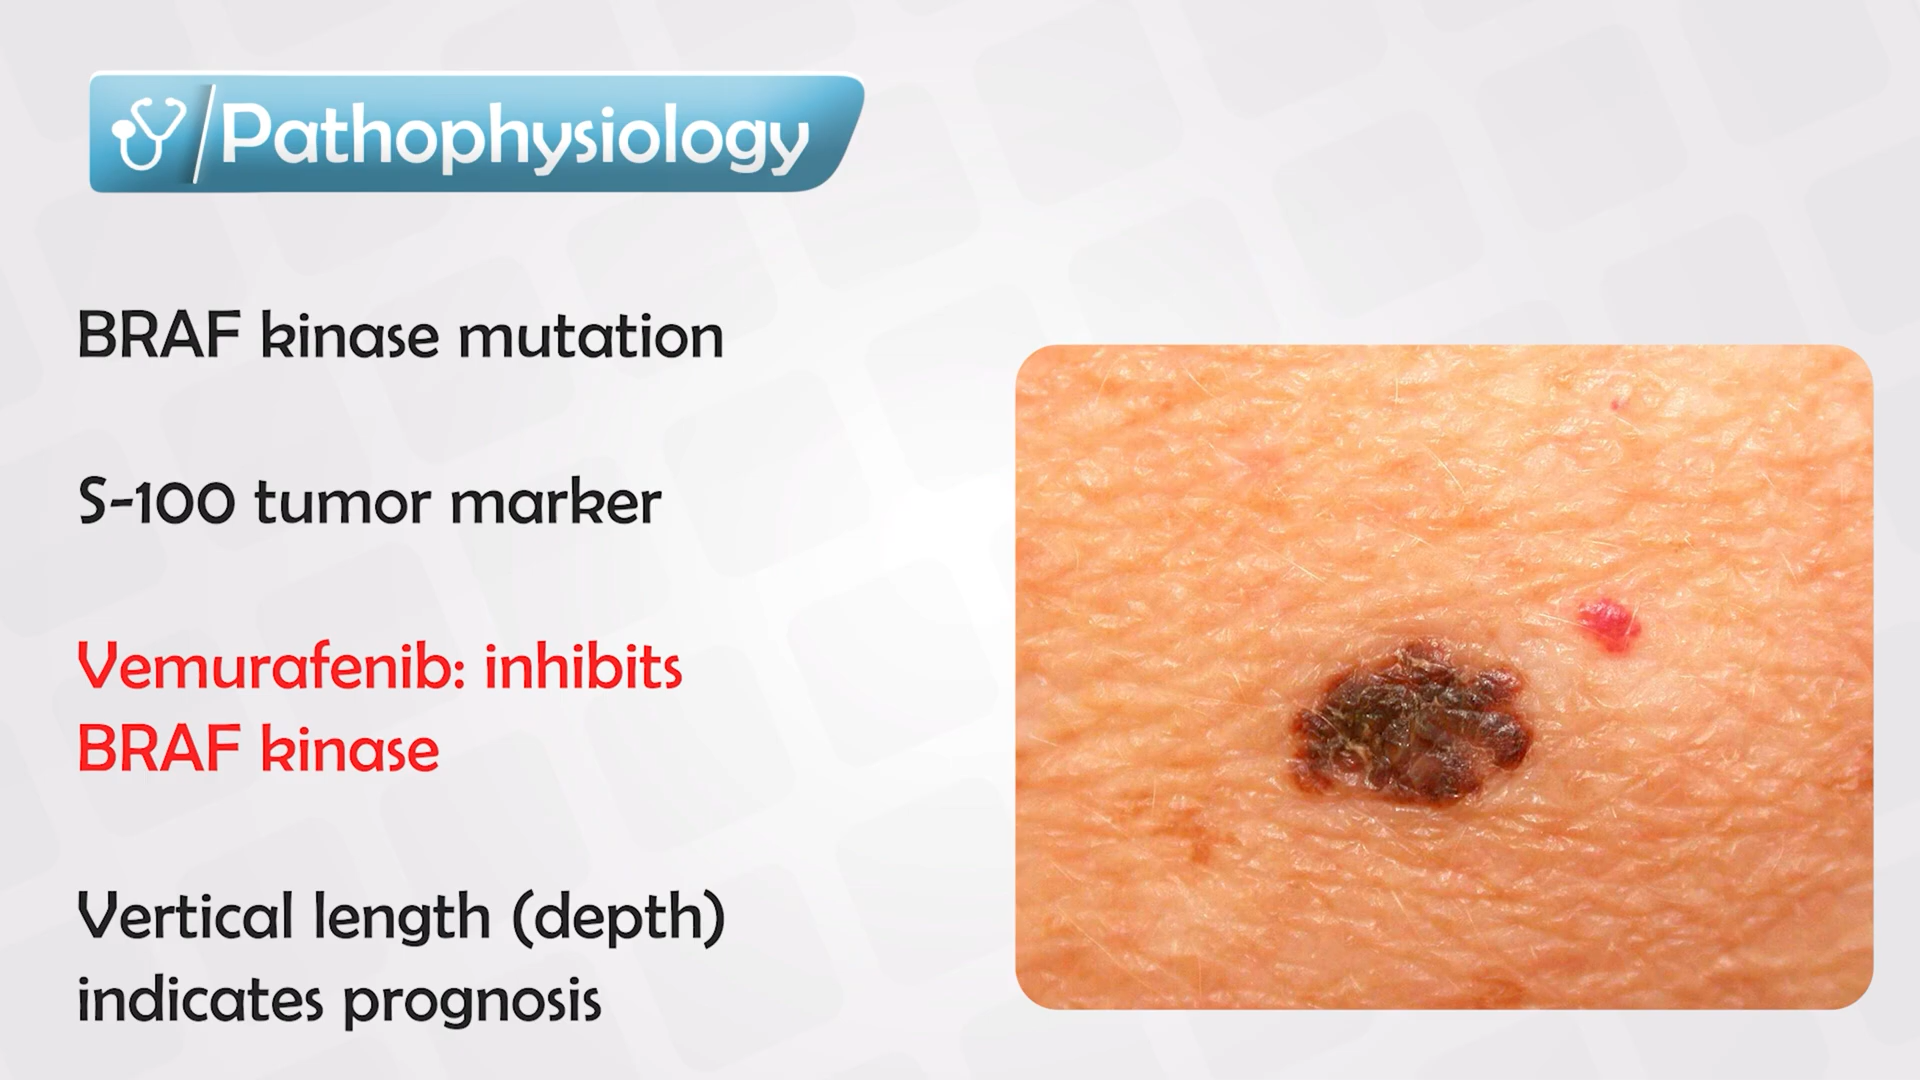 Pathophysiology
BRAF kinase mutation
S-100 tumor marker
Vemurafenib: inhibits
BRAF kinase
Vertical length (depth)
indicates prognosis